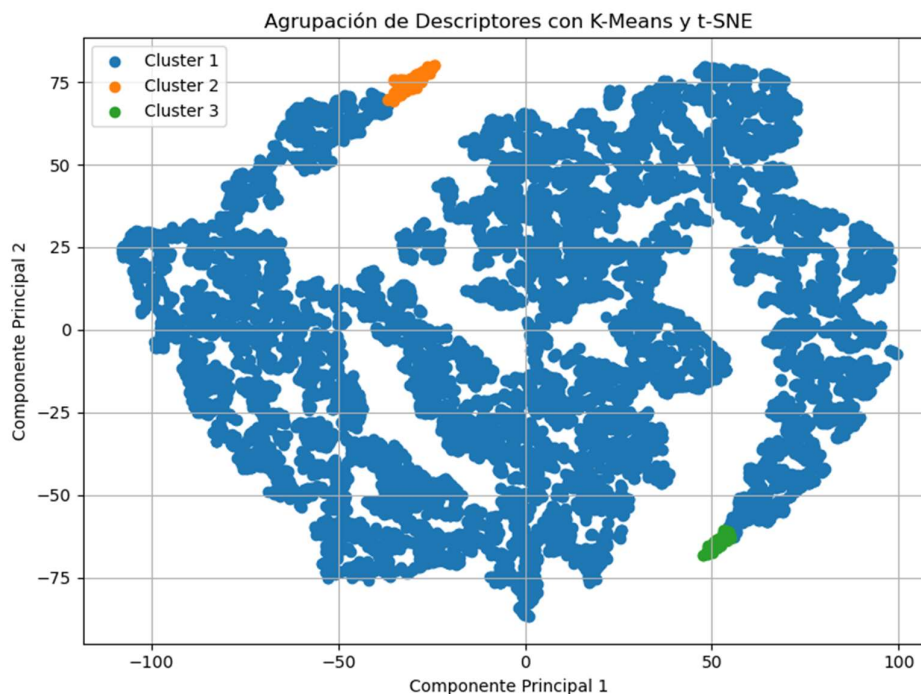 Agrupación de Descriptores con K-Means y t-SNE
Cluster 1
Cluster 2
Cluster 3
75
50
25
0
−25
−50
−75
Componente Principal 2
−100
−50
0
50
100
Componente Principal 1